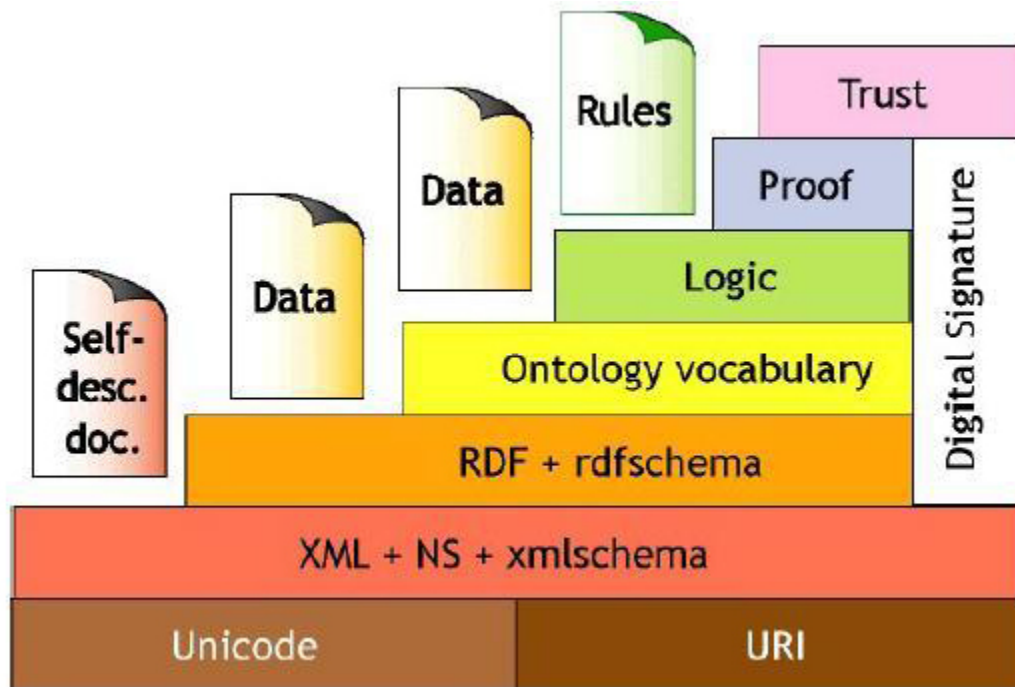 Rules
Trust
Data
Proof
Data
Logic
Self-
desc.
doc.
Ontology vocabulary
Digital Signature
RDF + rdfschema
XML + NS + xmlschema
Unicode
URI